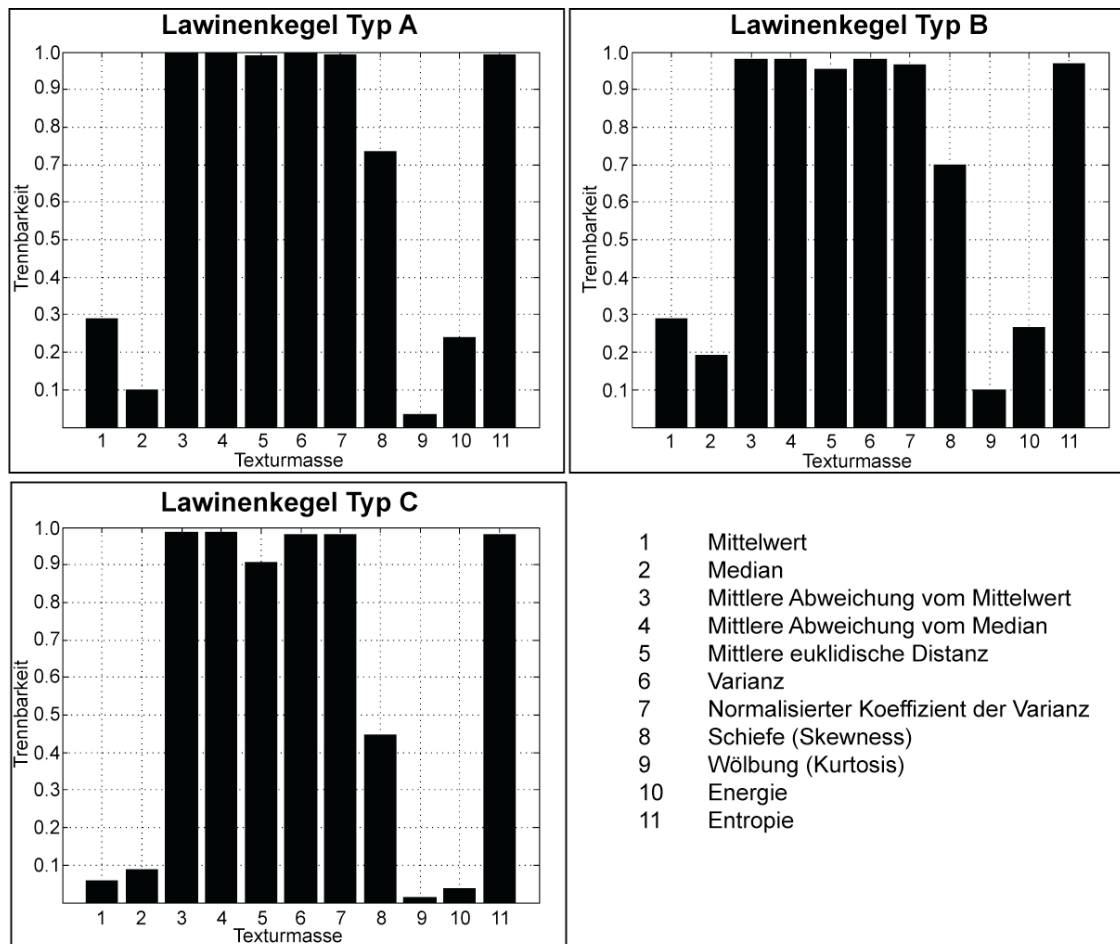 Lawinenkegel Typ A
1.0
0.9
0.8
0.7
0.6
0.5
0.4
0.3
0.2
0.1
Trennbarkeit
1 2 3 4 5 6 7 8 9 10 11
Texturmasse
Lawinenkegel Typ B
1.0
0.9
0.8
0.7
0.6
0.5
0.4
0.3
0.2
0.1
Trennbarkeit
1 2 3 4 5 6 7 8 9 10 11
Texturmasse
Lawinenkegel Typ C
1.0
0.9
0.8
0.7
0.6
0.5
0.4
0.3
0.2
0.1
Trennbarkeit
1 2 3 4 5 6 7 8 9 10 11
Texturmasse
1 Mittelwert
2 Median
3 Mittlere Abweichung vom Mittelwert
4 Mittlere Abweichung vom Median
5 Mittlere euklidische Distanz
6 Varianz
7 Normalisierter Koeffizient der Varianz
8 Schiefe (Skewness)
9 Wölbung (Kurtosis)
10 Energie
11 Entropie